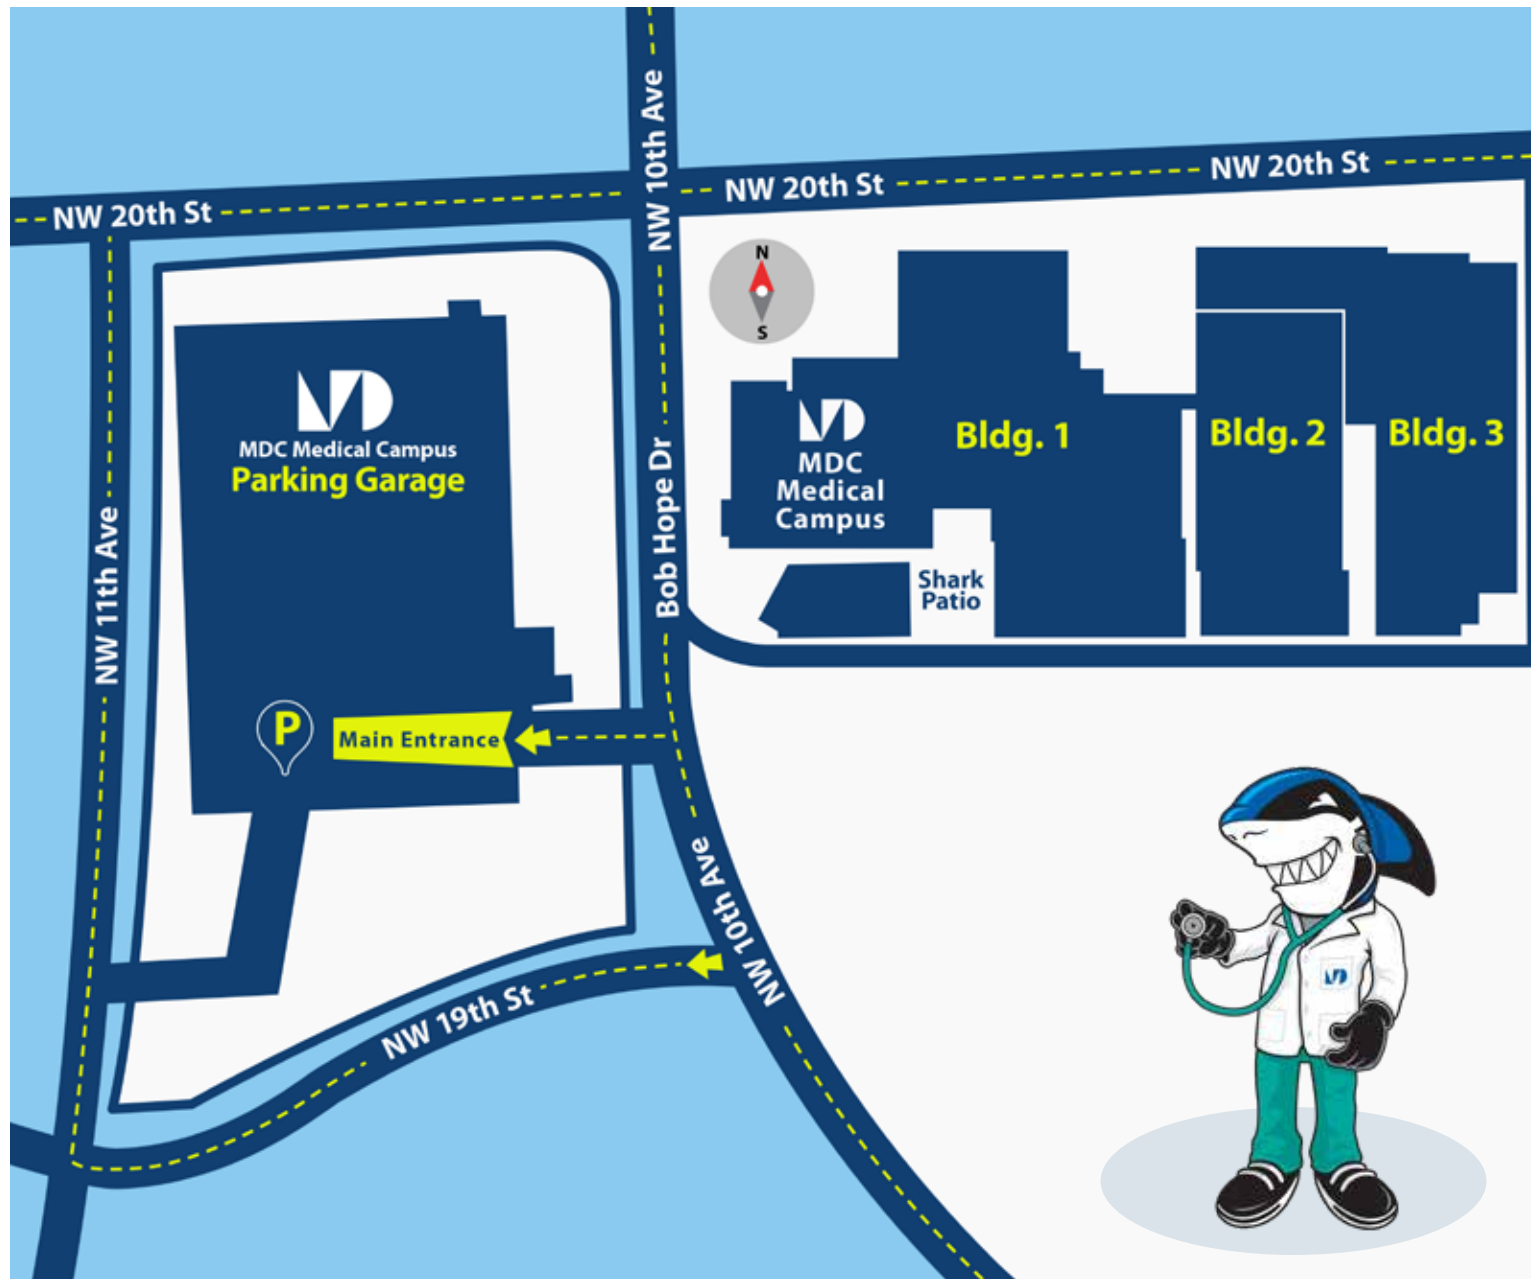 NW 10th Ave
NW 20th St
NW 20th St
NW 20th St
N
S
MDC Medical Campus
Parking Garage
MDC
Medical
Campus
Bldg. 1
Bldg. 2
Bldg. 3
Shark
Patio
NW 11th Ave
Bob Hope Dr
P
Main Entrance
NW 10th Ave
NW 19th St